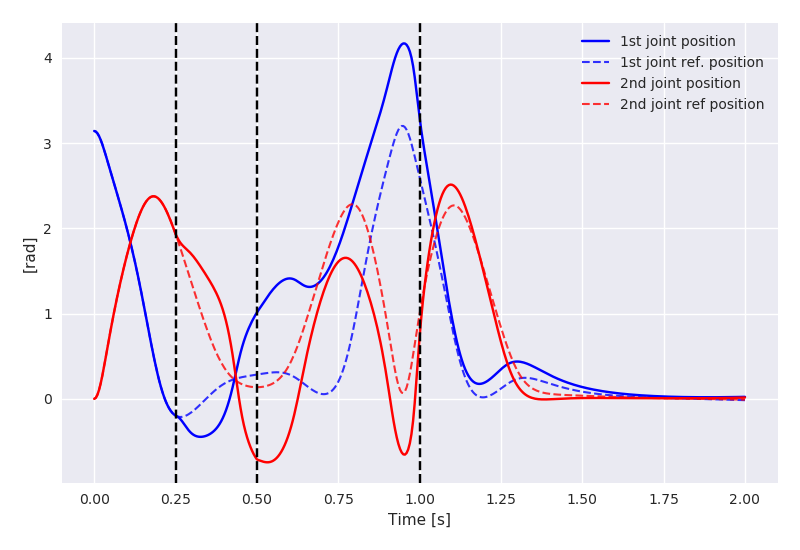 1st joint position
1st joint ref. position
2nd joint position
2nd joint ref position
4
3
2
1
0
[rad]
0.00 0.25 0.50 0.75 1.00 1.25 1.50 1.75 2.00
Time [s]